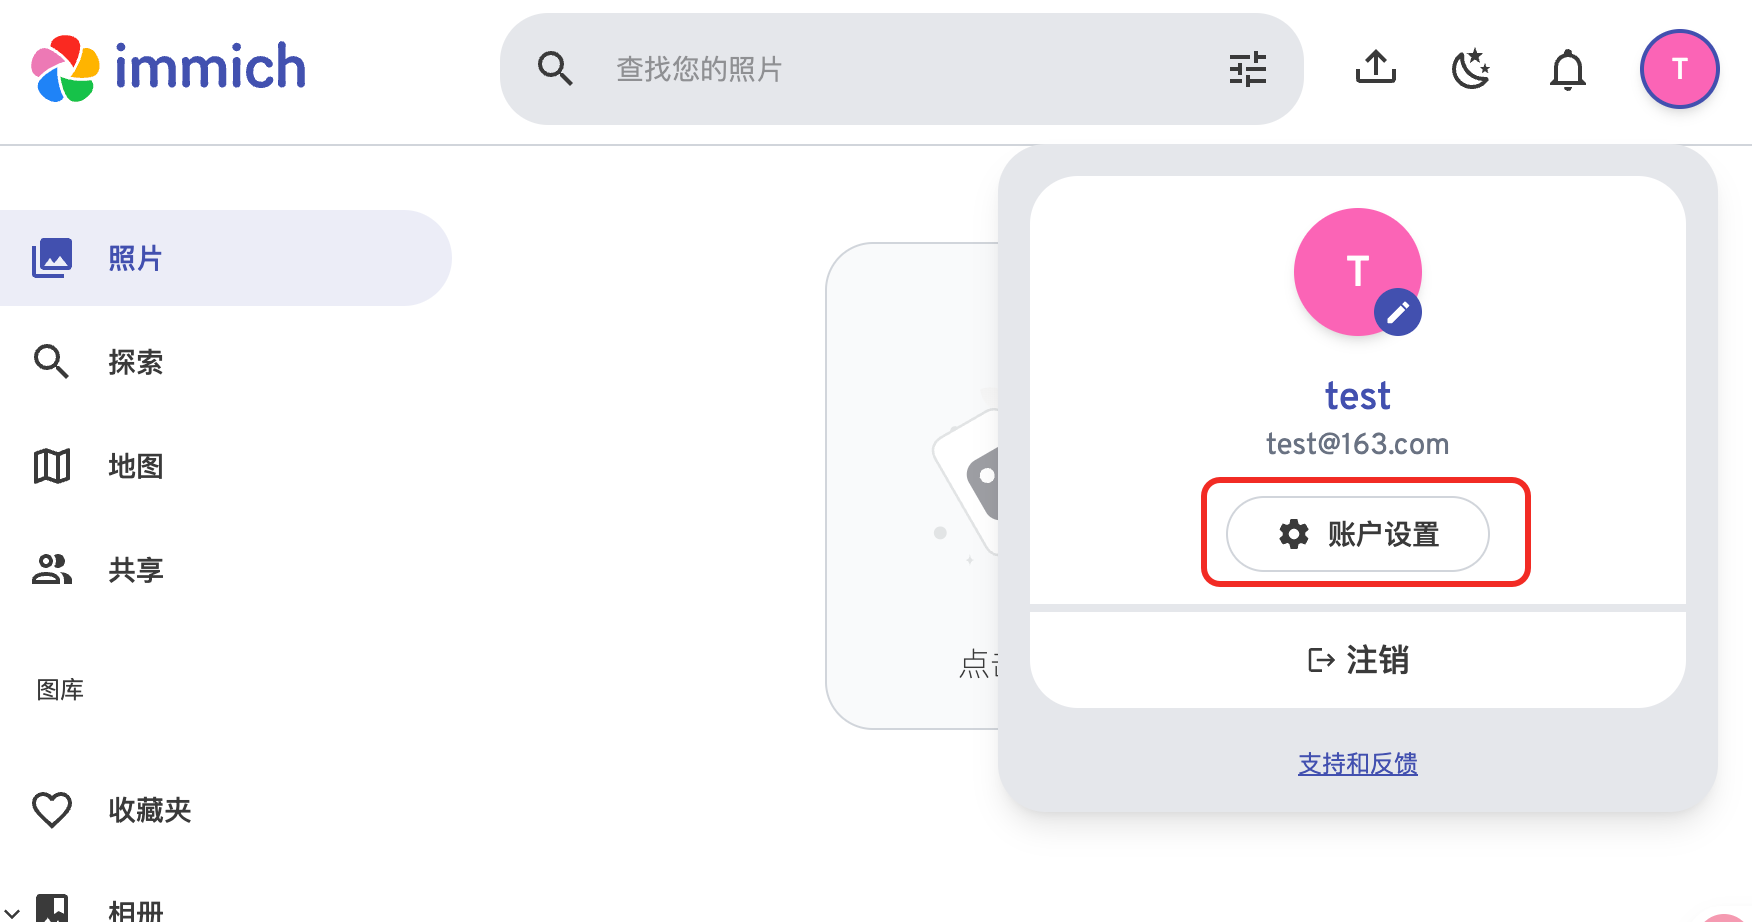 immich
查找您的照片
T
照片
探索
地图
共享
图库
收藏夹
相册
点
T
test
test@163.com
账户设置
注销
支持和反馈